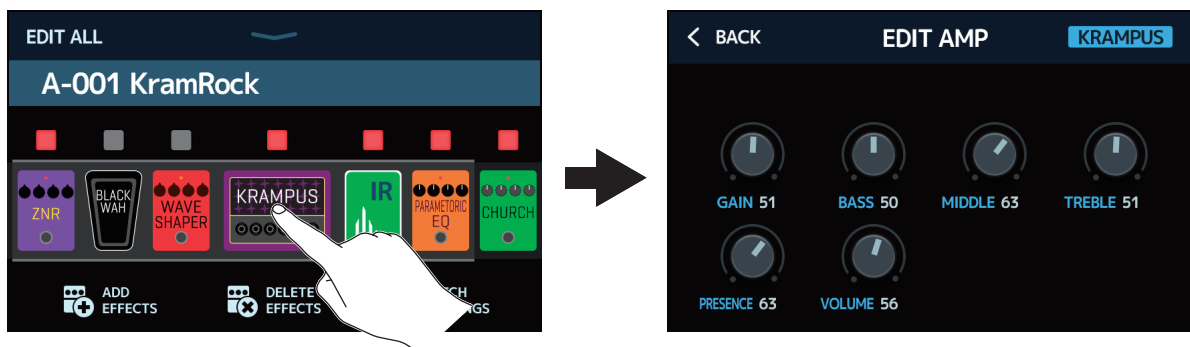 EDIT ALL
A-001 KramRock
ZNR
BLACK
WAH
WAVE
SHAPER
KRAMPUS
IR
PARAMETORIC
EQ
CHURCH
ADD
EFFECTS
DELETE
EFFECTS
BACK
EDIT AMP
KRAMPUS
GAIN 51
BASS 50
MIDDLE 63
TREBLE 51
PRESENCE 63
VOLUME 56